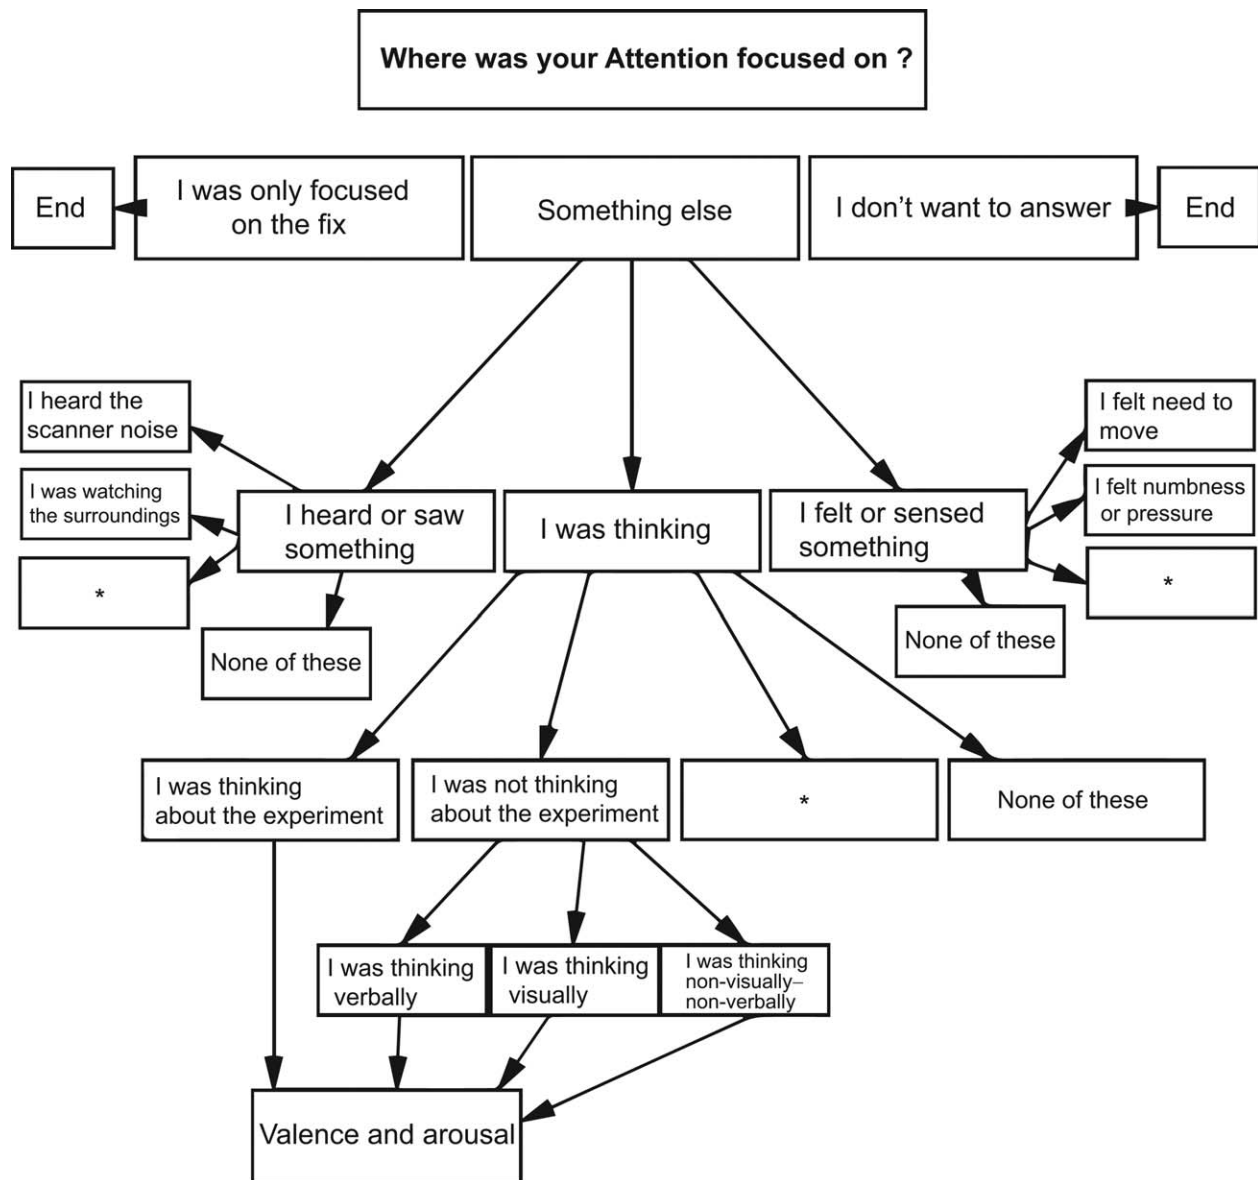 Where was your Attention focused on ?
End
I was only focused
on the fix
Something else
I don't want to answer
End
I heard the
scanner noise
I was watching
the surroundings
*
I heard or saw
something
None of these
I was thinking
I felt or sensed
something
I felt need to
move
I felt numbness
or pressure
*
None of these
I was thinking
about the experiment
I was not thinking
about the experiment
*
None of these
I was thinking
verbally
I was thinking
visually
I was thinking
non-visually–
non-verbally
Valence and arousal